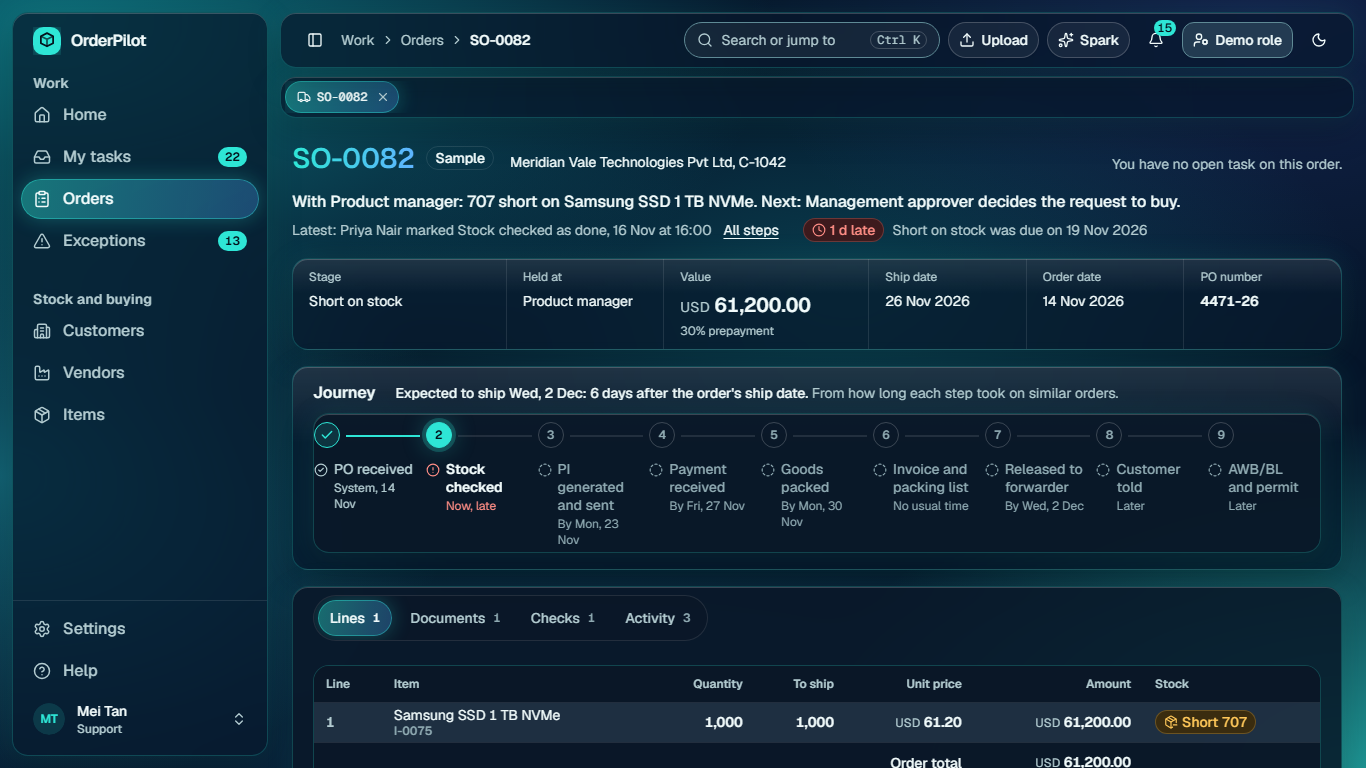 OrderPilot
Work
Home
My tasks 22
Orders
Exceptions 13
Stock and buying
Customers
Vendors
Items
Settings
Help
MT Mei Tan
Support
Work > Orders > SO-0082
Search or jump to Ctrl K
Upload
Spark
15
Demo role
SO-0082
SO-0082 Sample Meridian Vale Technologies Pvt Ltd, C-1042
You have no open task on this order.
With Product manager: 707 short on Samsung SSD 1 TB NVMe. Next: Management approver decides the request to buy.
Latest: Priya Nair marked Stock checked as done, 16 Nov at 16:00 All steps 1 d late Short on stock was due on 19 Nov 2026
Stage
Short on stock
Held at
Product manager
Value
USD 61,200.00
30% prepayment
Ship date
26 Nov 2026
Order date
14 Nov 2026
PO number
4471-26
Journey Expected to ship Wed, 2 Dec: 6 days after the order's ship date. From how long each step took on similar orders.
2 3 4 5 6 7 8 9
PO received
System, 14
Nov
Stock
checked
Now, late
PI
generated
and sent
By Mon, 23
Nov
Payment
received
By Fri, 27 Nov
Goods
packed
By Mon, 30
Nov
Invoice and
packing list
No usual time
Released to
forwarder
By Wed, 2 Dec
Customer
told
Later
AWB/BL
and permit
Later
Lines 1 Documents 1 Checks 1 Activity 3
Line Item Quantity To ship Unit price Amount Stock
1 Samsung SSD 1 TB NVMe 1,000 1,000 USD 61.20 USD 61,200.00 Short 707
I-0075
Order total USD 61,200.00